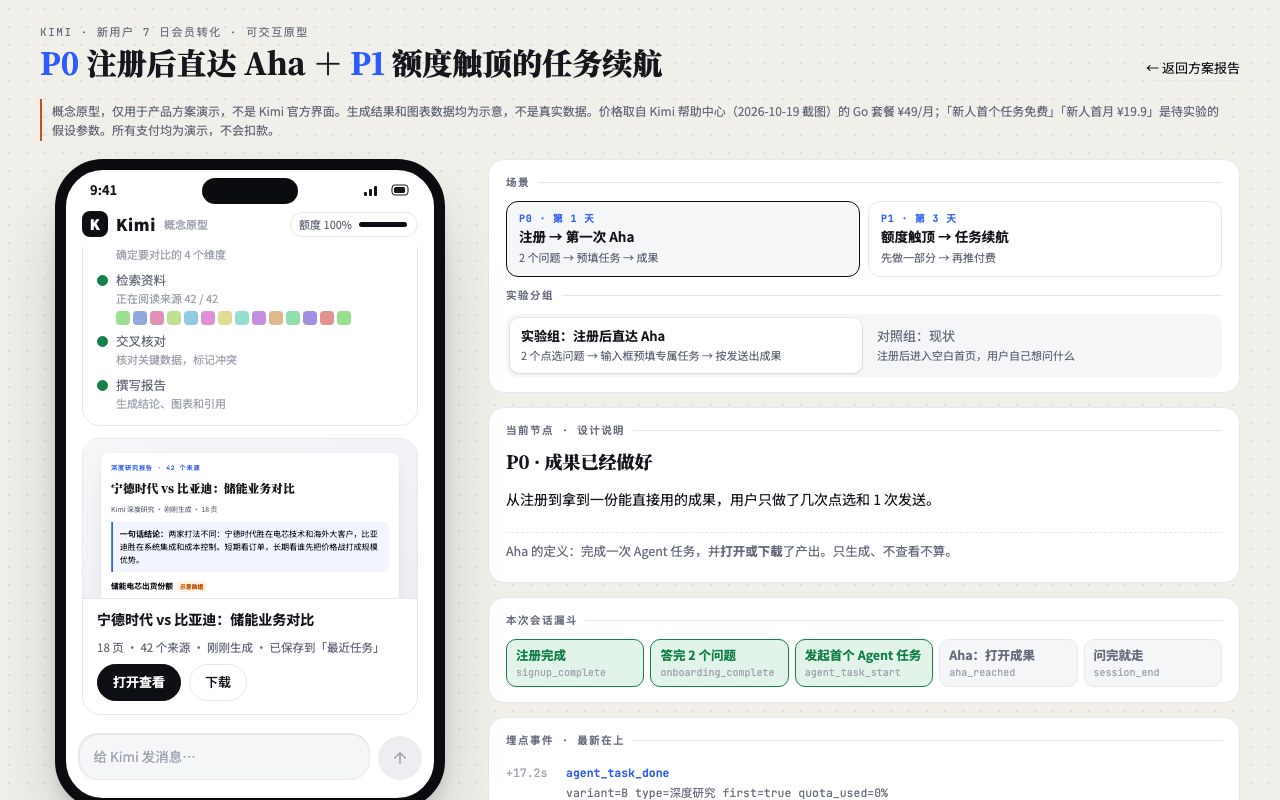 KIMI · 新用户 7 日会员转化 · 可交互原型
P0 注册后直达 Aha + P1 额度触顶的任务续航
← 返回方案报告
概念原型，仅用于产品方案演示，不是 Kimi 官方界面。生成结果和图表数据均为示意，不是真实数据。价格取自 Kimi 帮助中心（2026-10-19 截图）的 Go 套餐 ¥49/月；「新人首个任务免费」「新人首月 ¥19.9」是待实验的
假设参数。所有支付均为演示，不会扣款。
9:41
K Kimi 概念原型
额度 100%
确定要对比的 4 个维度
检索资料
正在阅读来源 42 / 42
交叉核对
核对关键数据，标记冲突
撰写报告
生成结论、图表和引用
深度研究报告 · 42 个来源
宁德时代 vs 比亚迪：储能业务对比
Kimi 深度研究 · 刚刚生成 · 18 页
一句话结论：两家打法不同：宁德时代胜在电芯技术和海外大客户，比亚
迪胜在系统集成和成本控制。短期看订单，长期看谁先把价格战打成规模
优势。
储能电芯出货份额 示意数据
宁德时代 vs 比亚迪：储能业务对比
18 页 · 42 个来源 · 刚刚生成 · 已保存到「最近任务」
打开查看
下载
给 Kimi 发消息…
场景
P0 · 第 1 天
注册 → 第一次 Aha
2 个问题 → 预填任务 → 成果
P1 · 第 3 天
额度触顶 → 任务续航
先做一部分 → 再推付费
实验分组
实验组：注册后直达 Aha
2 个点选问题 → 输入框预填专属任务 → 按发送出成果
对照组：现状
注册后进入空白首页，用户自己想问什么
当前节点 · 设计说明
P0 · 成果已经做好
从注册到拿到一份能直接用的成果，用户只做了几次点选和 1 次发送。
Aha 的定义：完成一次 Agent 任务，并打开或下载了产出。只生成、不查看不算。
本次会话漏斗
注册完成
signup_complete
答完 2 个问题
onboarding_complete
发起首个 Agent 任务
agent_task_start
Aha：打开成果
aha_reached
问完就走
session_end
埋点事件 · 最新在上
+17.2s agent_task_done
variant=B type=深度研究 first=true quota_used=0%